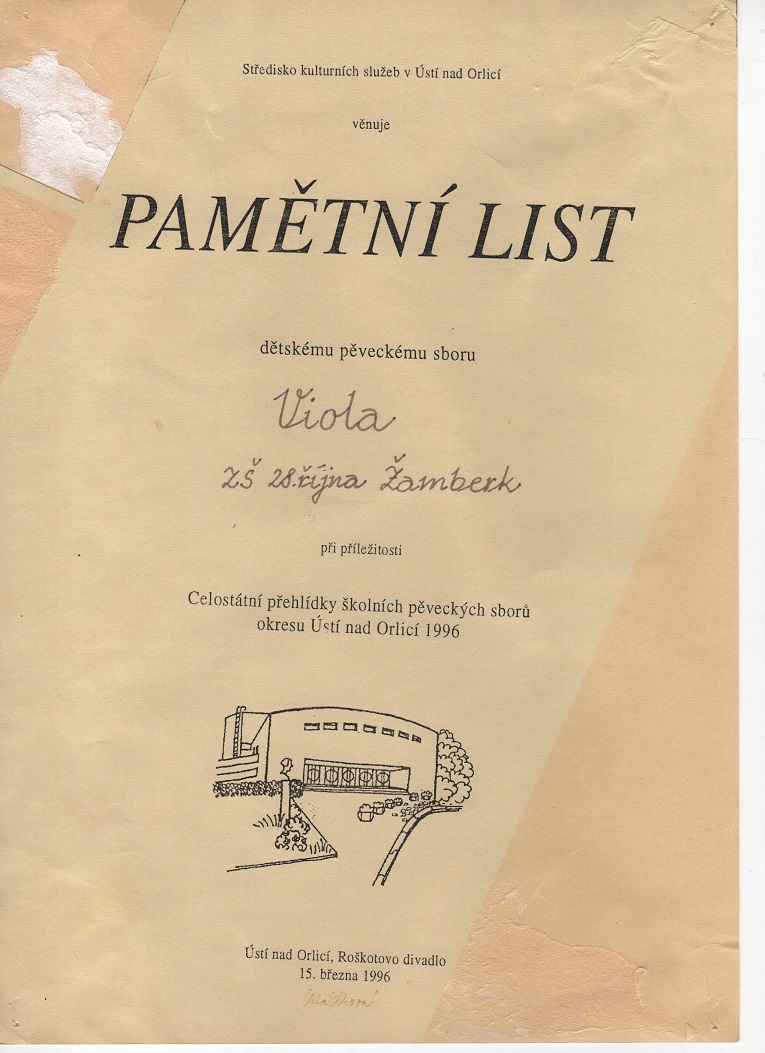 Středisko kulturních služeb v Ústí nad Orlicí
věnuje
PAMĚTNÍ LIST
dětskému pěveckému sboru
Viola
ZŠ 28. října Žamberk
při příležitosti
Celostátní přehlídky školních pěveckých sborů
okresu Ústí nad Orlicí 1996
Ústí nad Orlicí, Roškotovo divadlo
15. března 1996